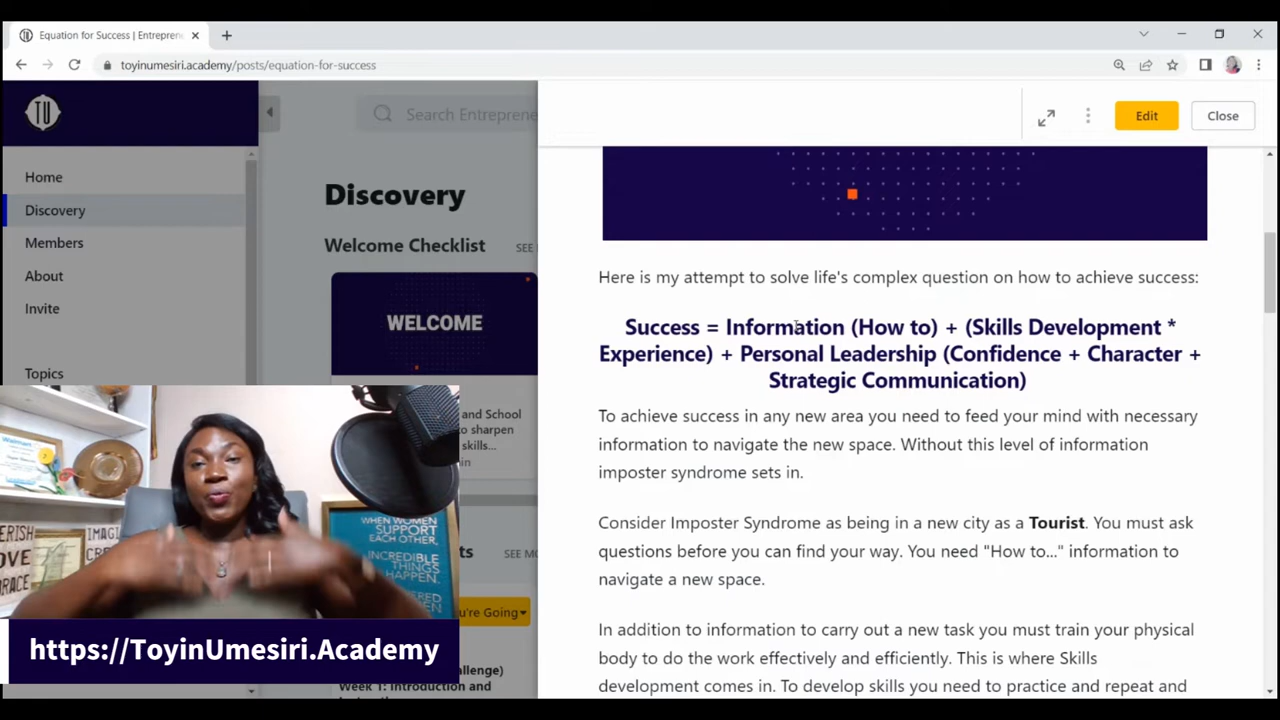 Equation for Success | Entrepren
toyinumesiri.academy/posts/equation-for-success
TU
Search Entreprene
Edit
Close
Home
Discovery
Members
About
Invite
Topics
Discovery
Welcome Checklist
SEE
WELCOME
and School
to sharpen
skills...
in
SEE MO
u're Going
allenge)
Week 1: Introduction and
Here is my attempt to solve life's complex question on how to achieve success:
Success = Information (How to) + (Skills Development *
Experience) + Personal Leadership (Confidence + Character +
Strategic Communication)
To achieve success in any new area you need to feed your mind with necessary
information to navigate the new space. Without this level of information
imposter syndrome sets in.
Consider Imposter Syndrome as being in a new city as a Tourist. You must ask
questions before you can find your way. You need "How to..." information to
navigate a new space.
In addition to information to carry out a new task you must train your physical
body to do the work effectively and efficiently. This is where Skills
development comes in. To develop skills you need to practice and repeat and
Walmart
WHEN WOMEN
SUPPORT
EACH OTHER
INCREDIBLE
THINGS
HAPPEN.
https://ToyinUmesiri.Academy